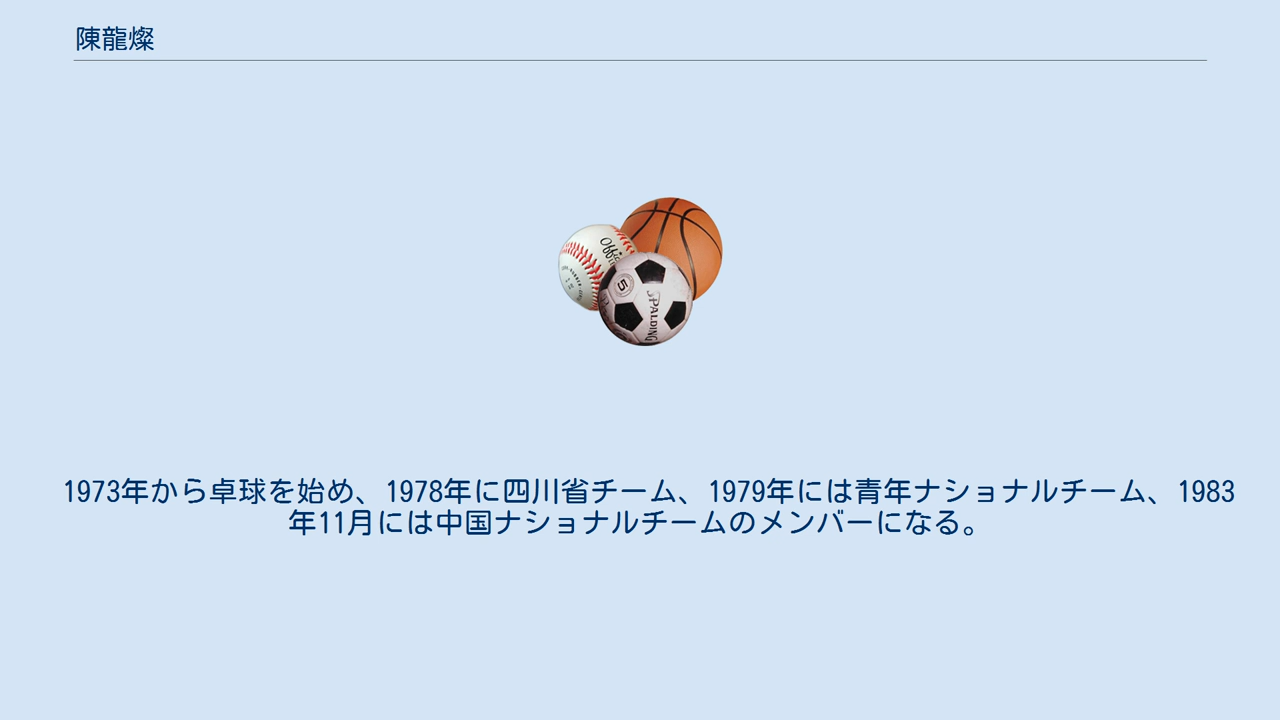 陳龍燦
Offic
5
SPALDING
1973年から卓球を始め、1978年に四川省チーム、1979年には青年ナショナルチーム、1983
年11月には中国ナショナルチームのメンバーになる。